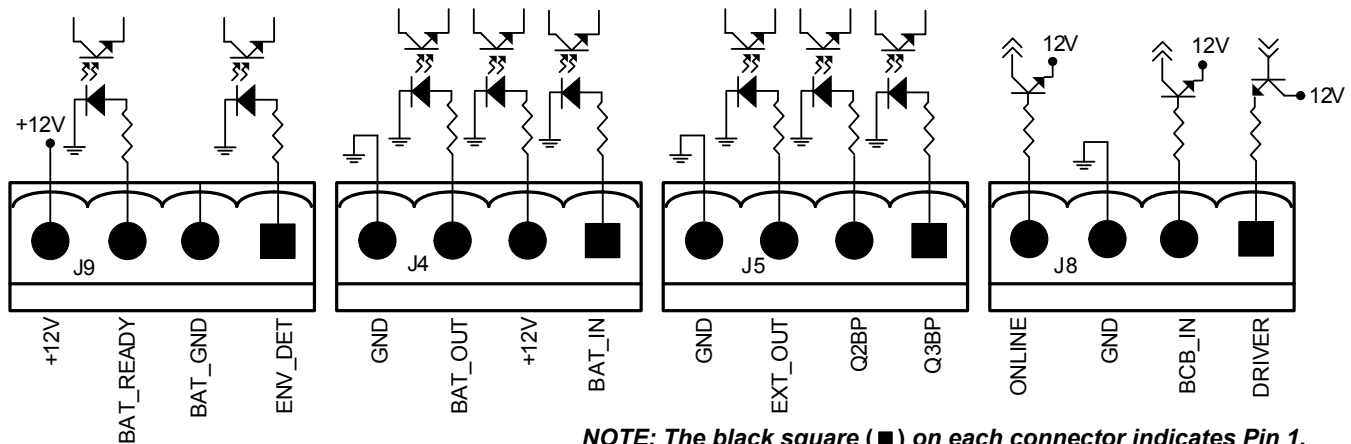 12V
12V
12V
+12V
J9
J4
J5
J8
+12V
BAT_READY
BAT_GND
ENV_DET
GND
BAT_OUT
+12V
BAT_IN
GND
EXT_OUT
Q2BP
Q3BP
ONLINE
GND
BCB_IN
DRIVER
NOTE: The black square (■) on each connector indicates Pin 1.